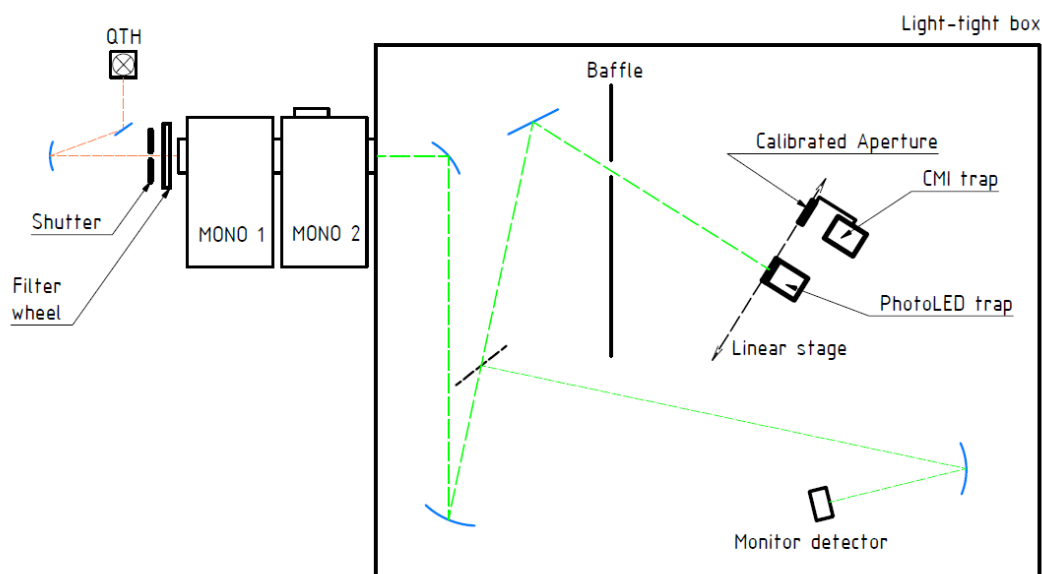 Light-tight box
QTH
Baffle
Calibrated Aperture
CMI trap
Shutter
MONO 1
MONO 2
Filter
wheel
PhotoLED trap
Linear stage
Monitor detector